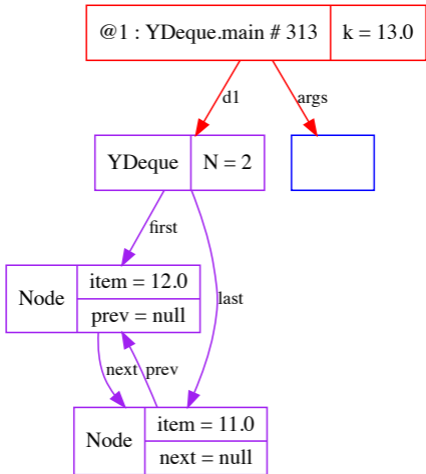 @1 : YDeque.main # 313 k = 13.0
d1 args
YDeque N = 2
first
last
Node item = 12.0
prev = null
next prev
Node item = 11.0
next = null